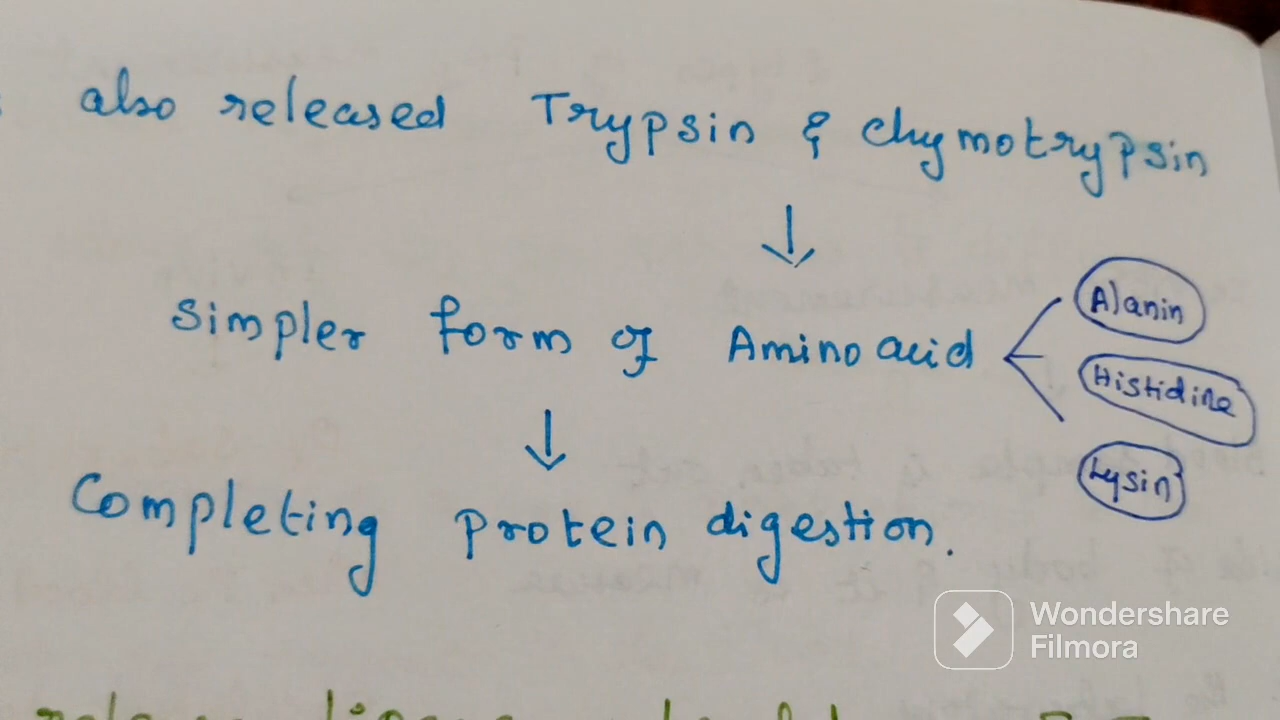 also released Trypsin & chymotrypsin
↓
Simpler form of Amino acid
Alanin
Histidine
Lysin
↓
Completing protein digestion.
Wondershare
Filmora